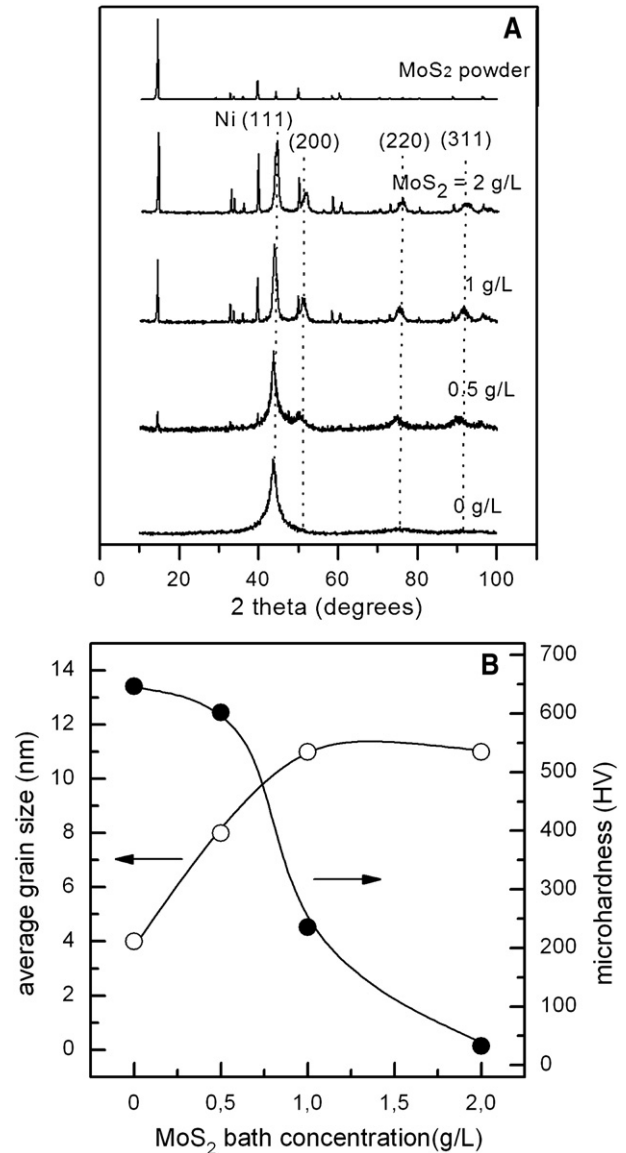 A
MoS2 powder
Ni (111)
(200)
(220)
(311)
MoS2 = 2 g/L
1 g/L
0.5 g/L
0 g/L
0 20 40 60 80 100
2 theta (degrees)
B
14
12
10
8
6
4
2
0
average grain size (nm)
700
600
500
400
300
200
100
0
microhardness (HV)
0 0,5 1,0 1,5 2,0
MoS2 bath concentration(g/L)